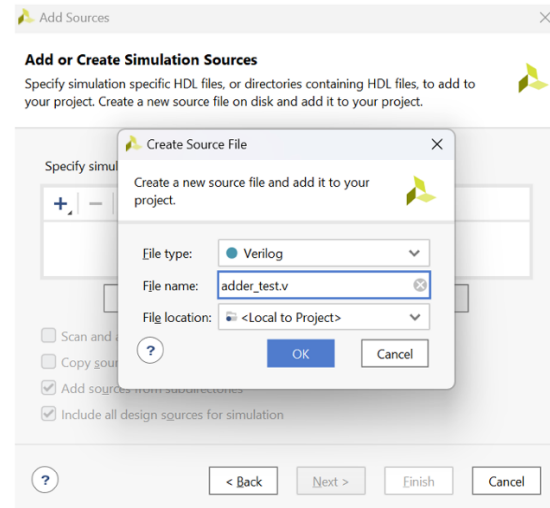 Add Sources
Add or Create Simulation Sources
Specify simulation specific HDL files, or directories containing HDL files, to add to
your project. Create a new source file on disk and add it to your project.
Create Source File
Specify simul
Create a new source file and add it to your
project.
File type: Verilog
File name: adder_test.v
File location: <Local to Project>
Scan and
? OK Cancel
Copy sour
Add sources from subdirectories
Include all design sources for simulation
? < Back Next > Finish Cancel